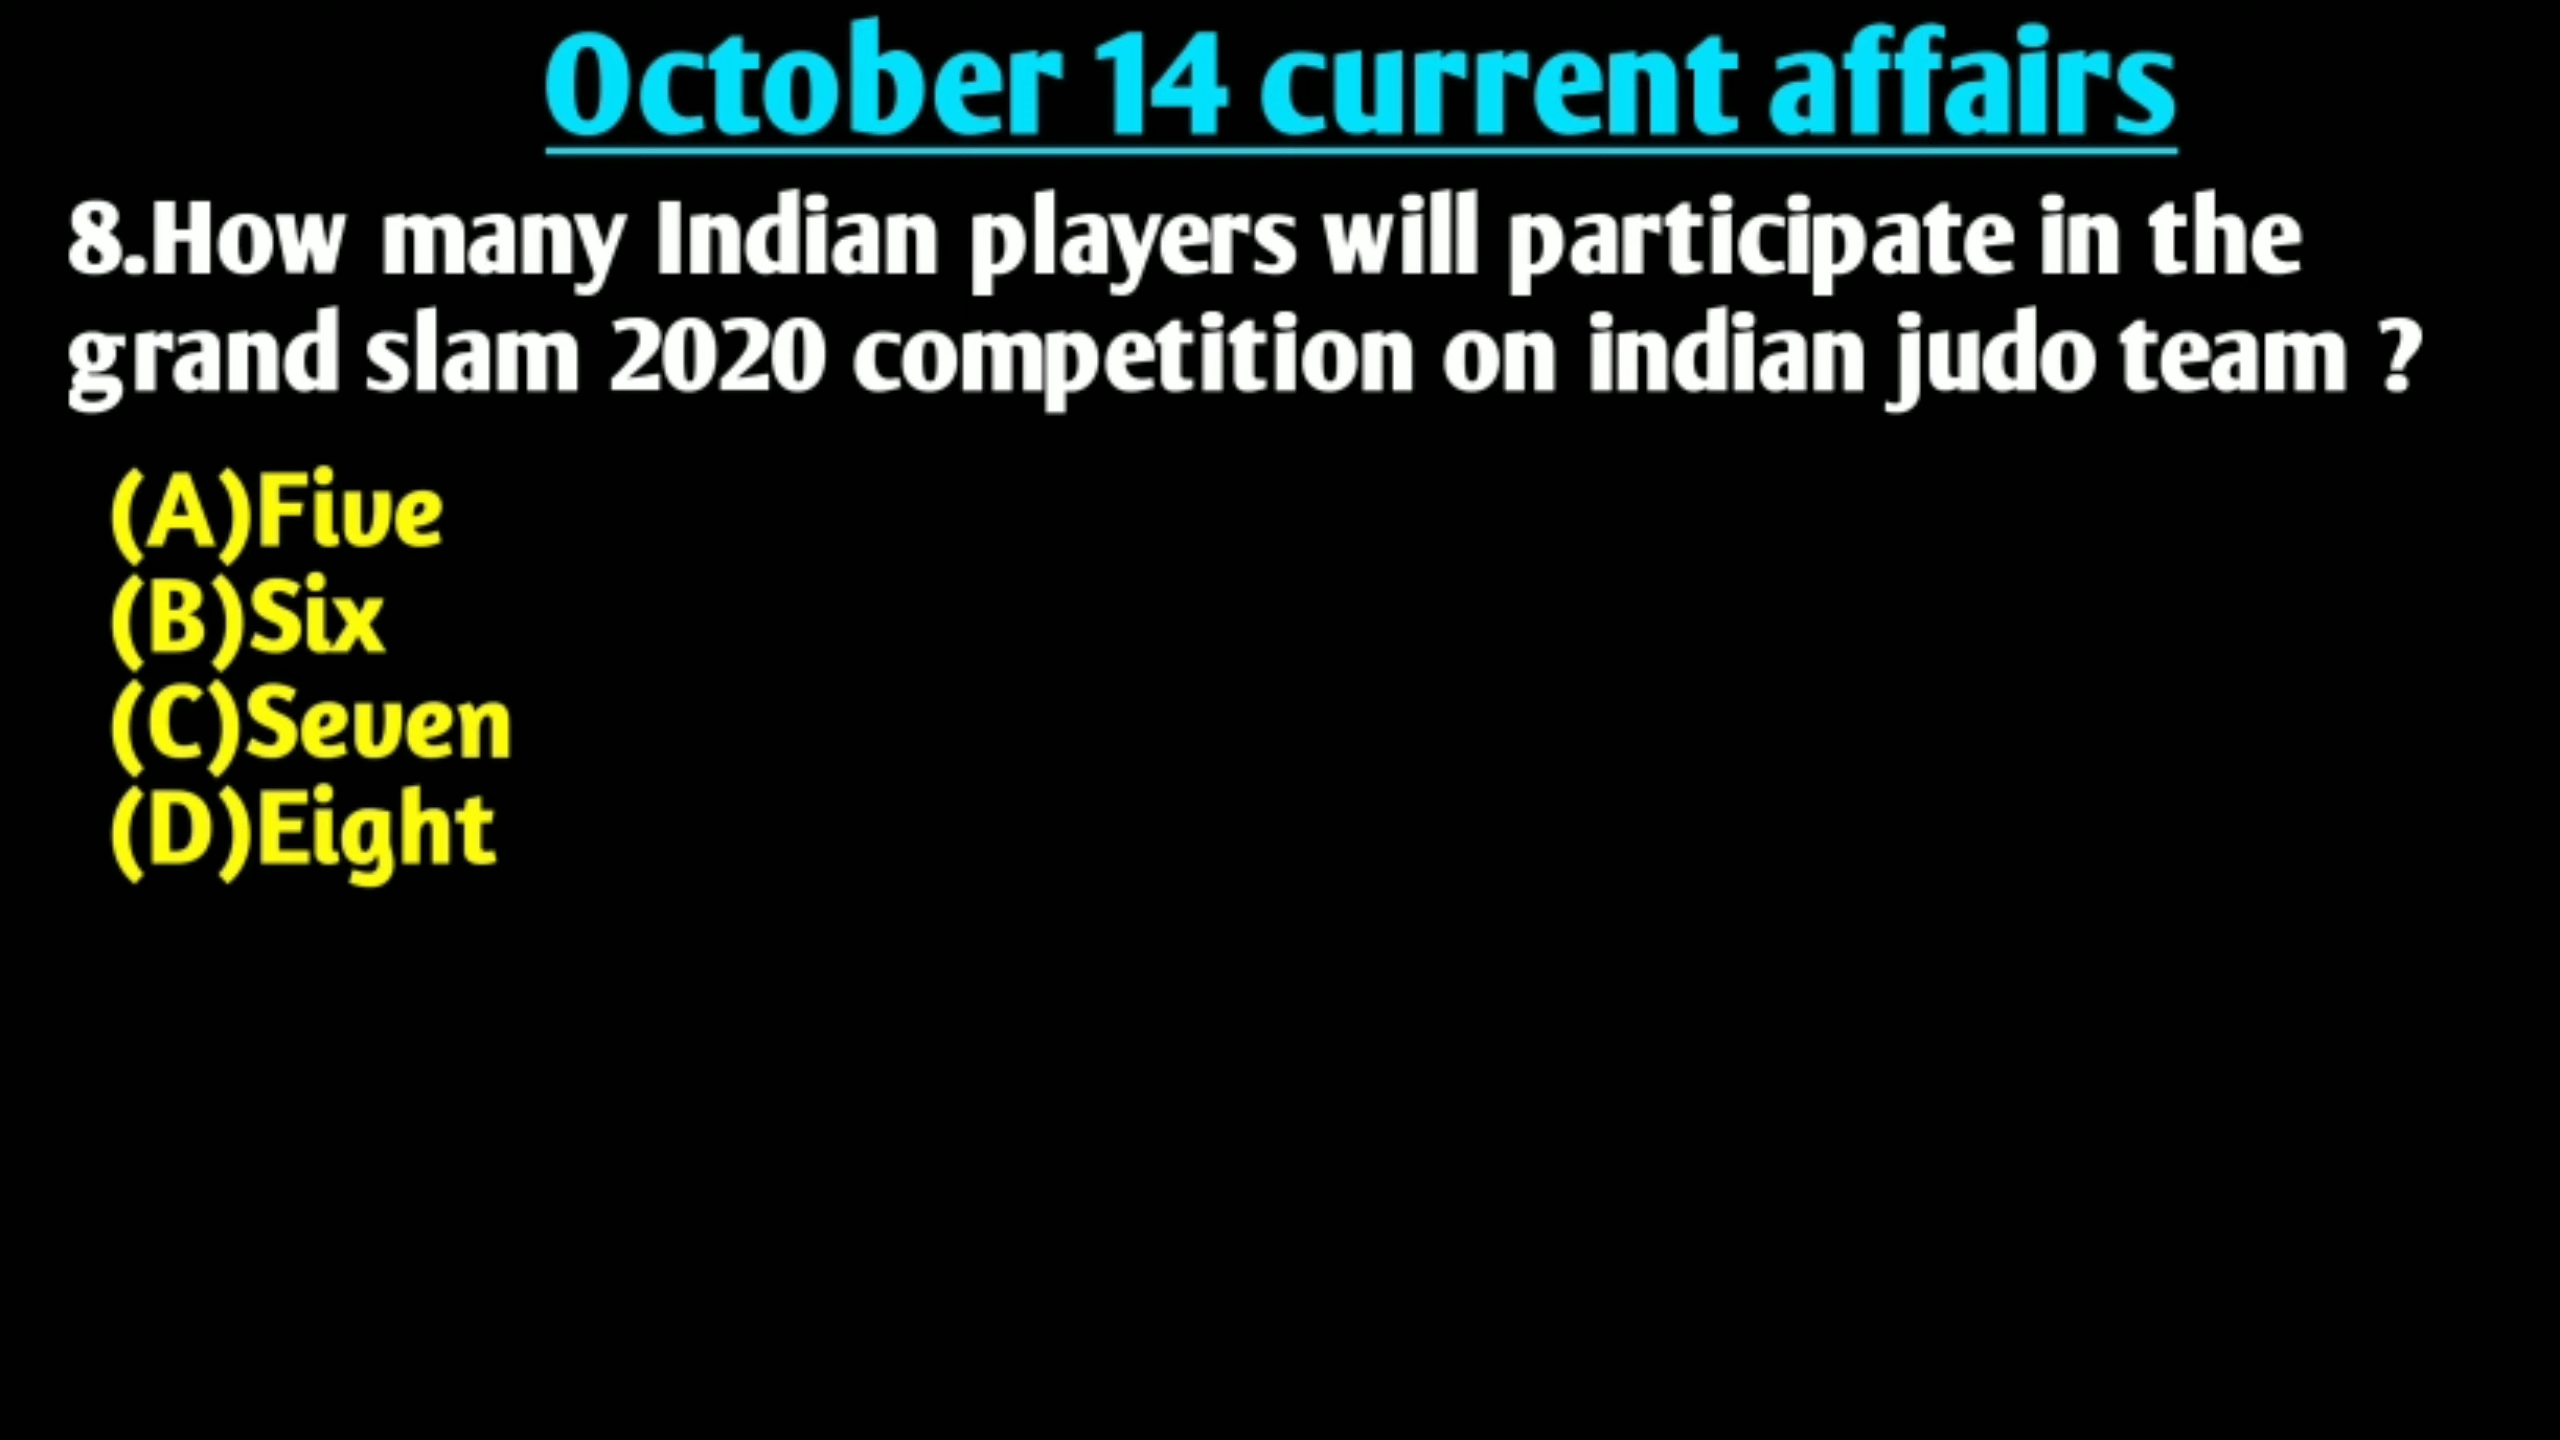 October 14 current affairs
8.How many Indian players will participate in the
grand slam 2020 competition on indian judo team ?
(A)Five
(B)Six
(C)Seven
(D)Eight